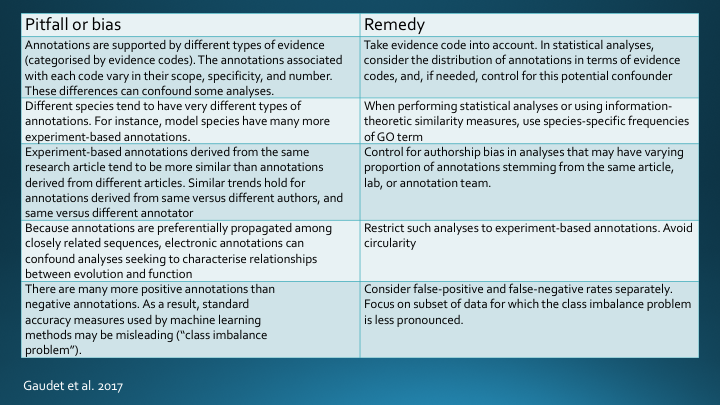 Pitfall or bias
Remedy
Annotations are supported by different types of evidence
(categorised by evidence codes). The annotations associated
with each code vary in their scope, specificity, and number.
These differences can confound some analyses.
Take evidence code into account. In statistical analyses,
consider the distribution of annotations in terms of evidence
codes, and, if needed, control for this potential confounder
Different species tend to have very different types of
annotations. For instance, model species have many more
experiment-based annotations.
When performing statistical analyses or using information-
theoretic similarity measures, use species-specific frequencies
of GO term
Experiment-based annotations derived from the same
research article tend to be more similar than annotations
derived from different articles. Similar trends hold for
annotations derived from same versus different authors, and
same versus different annotator
Control for authorship bias in analyses that may have varying
proportion of annotations stemming from the same article,
lab, or annotation team.
Because annotations are preferentially propagated among
closely related sequences, electronic annotations can
confound analyses seeking to characterise relationships
between evolution and function
Restrict such analyses to experiment-based annotations. Avoid
circularity
There are many more positive annotations than
negative annotations. As a result, standard
accuracy measures used by machine learning
methods may be misleading (“class imbalance
problem”).
Consider false-positive and false-negative rates separately.
Focus on subset of data for which the class imbalance problem
is less pronounced.
Gaudet et al. 2017